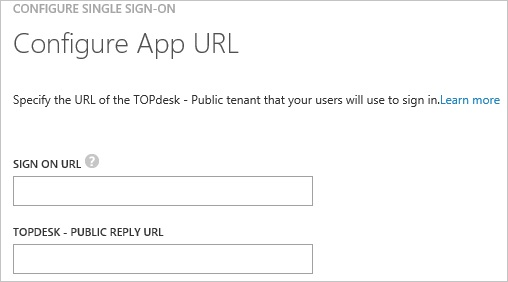 CONFIGURE SINGLE SIGN-ON
Configure App URL
Specify the URL of the TOPdesk - Public tenant that your users will use to sign in.Learn more
SIGN ON URL ?
TOPDESK - PUBLIC REPLY URL